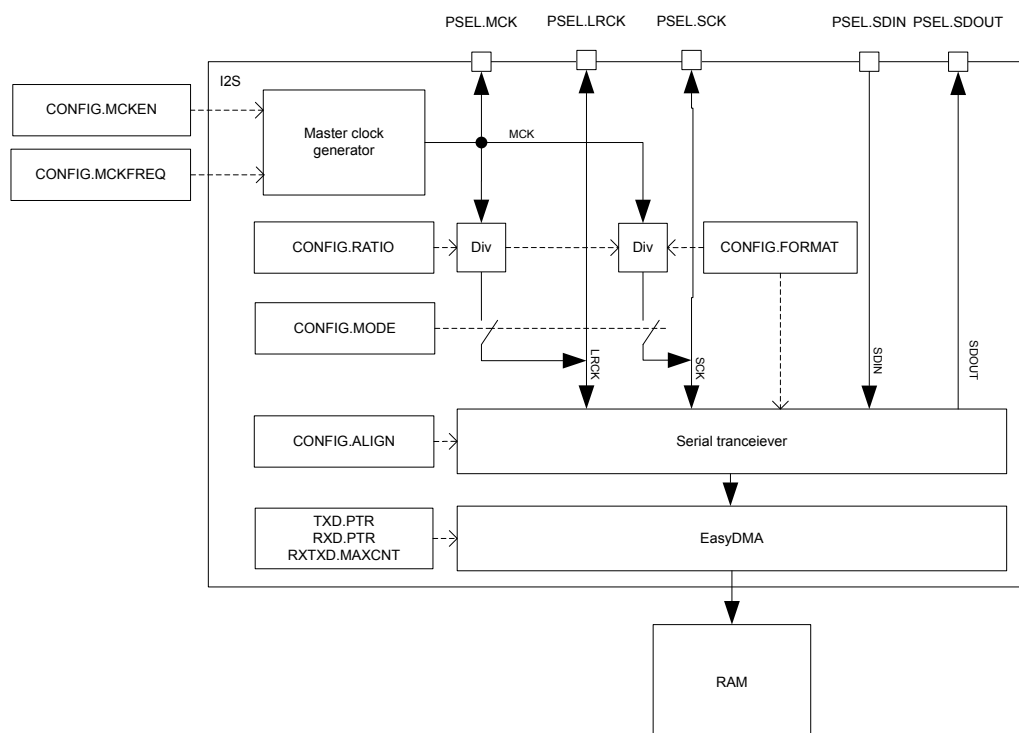 PSEL.MCK
PSEL.LRCK
PSEL.SCK
PSEL.SDIN
PSEL.SDOUT
I2S
CONFIG.MCKEN
CONFIG.MCKFREQ
Master clock
generator
MCK
CONFIG.RATIO
Div
Div
CONFIG.FORMAT
CONFIG.MODE
LRCK
SCK
SDIN
SDOUT
CONFIG.ALIGN
Serial tranceiever
TXD.PTR
RXD.PTR
RXTXD.MAXCNT
EasyDMA
RAM